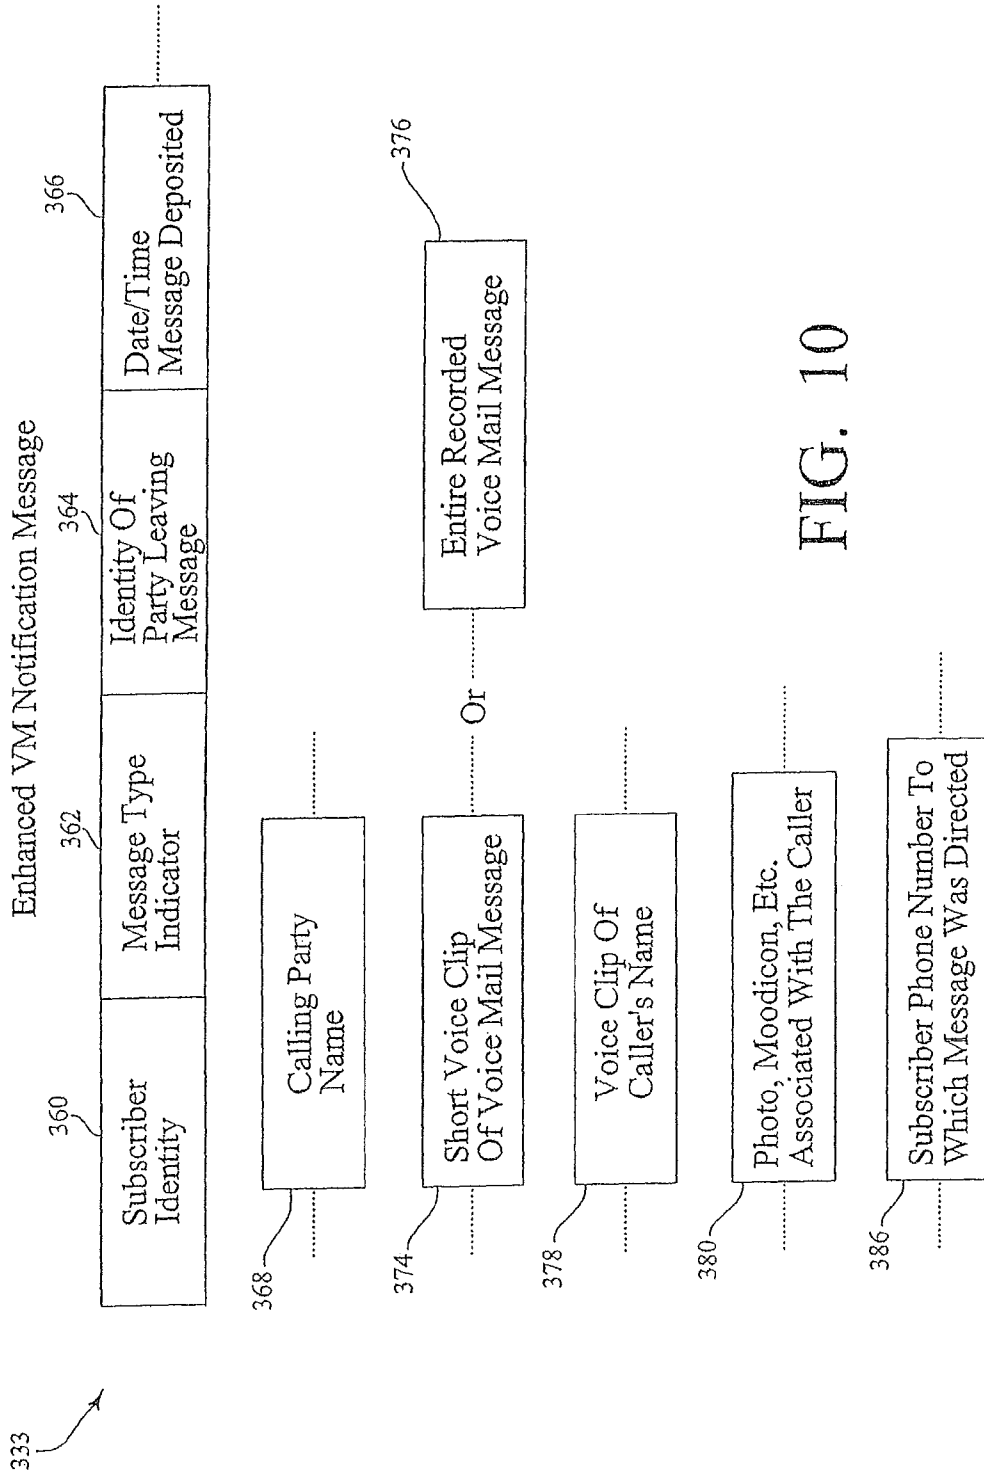 Enhanced VM Notification Message
333
360
362
364
366
Subscriber
Identity
Message Type
Indicator
Identity Of
Party Leaving
Message
Date/Time
Message Deposited
368
Calling Party
Name
374
Short Voice Clip
Of Voice Mail Message
Or
Entire Recorded
Voice Mail Message
376
378
Voice Clip Of
Caller's Name
380
Photo, Moodicon, Etc.
Associated With The Caller
386
Subscriber Phone Number To
Which Message Was Directed
FIG. 10